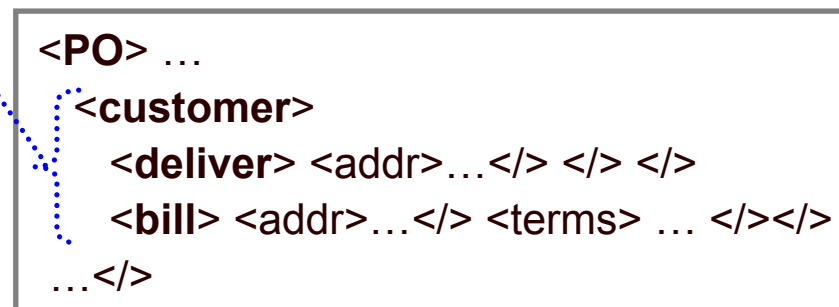 <PO> …
<customer>
<deliver> <addr>…</> </> </>
<bill> <addr>…</> <terms> … </></>
…</>